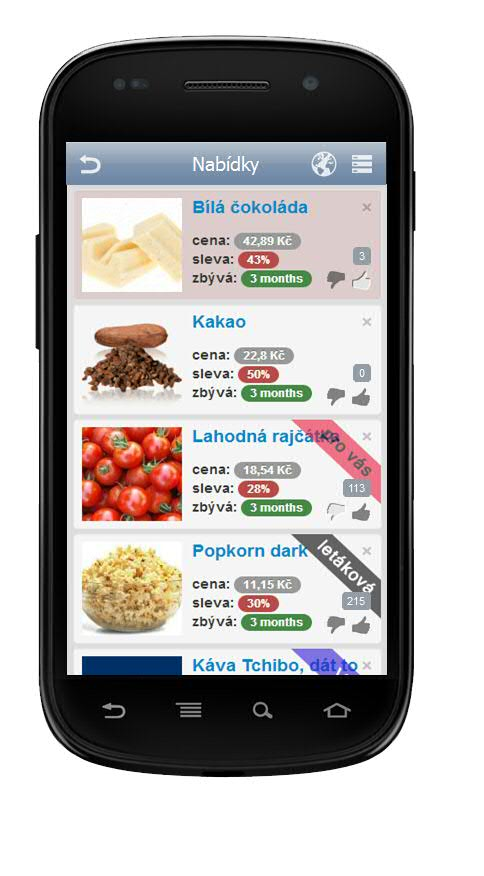 Nabídky
Bílá čokoláda ×
cena: 42,89 Kč
sleva: 43% 3
zbývá: 3 months
Kakao ×
cena: 22,8 Kč
sleva: 50% 0
zbývá: 3 months
Lahodná rajčátka ×
pro vás
cena: 18,54 Kč
sleva: 28% 113
zbývá: 3 months
Popkorn dark ×
letáková
cena: 11,15 Kč
sleva: 30% 215
zbývá: 3 months
Káva Tchibo, dát to ×